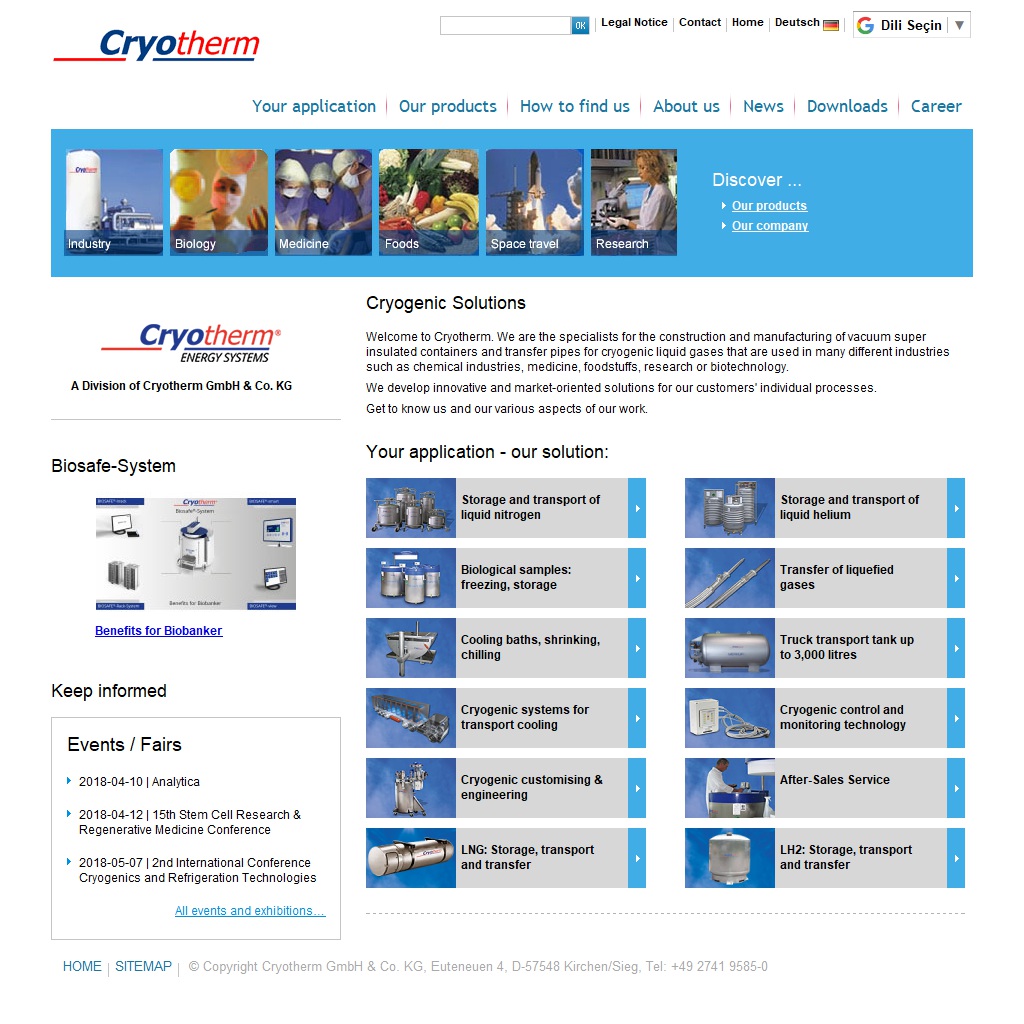 OK
Legal Notice
Contact
Home
Deutsch
Dili Seçin ▼
Cryotherm
Your application
Our products
How to find us
About us
News
Downloads
Career
Cryotherm
Industry
Biology
Medicine
Foods
Space travel
Research
Discover ...
Our products
Our company
Cryotherm®
ENERGY SYSTEMS
A Division of Cryotherm GmbH & Co. KG
Biosafe-System
Cryotherm
Biosafe®-System
Benefits for Biobanker
Benefits for Biobanker
Keep informed
Events / Fairs
2018-04-10 | Analytica
2018-04-12 | 15th Stem Cell Research &
Regenerative Medicine Conference
2018-05-07 | 2nd International Conference
Cryogenics and Refrigeration Technologies
All events and exhibitions...
Cryogenic Solutions
Welcome to Cryotherm. We are the specialists for the construction and manufacturing of vacuum super
insulated containers and transfer pipes for cryogenic liquid gases that are used in many different industries
such as chemical industries, medicine, foodstuffs, research or biotechnology.
We develop innovative and market-oriented solutions for our customers' individual processes.
Get to know us and our various aspects of our work.
Your application - our solution:
Storage and transport of
liquid nitrogen
Storage and transport of
liquid helium
Biological samples:
freezing, storage
Transfer of liquefied
gases
Cooling baths, shrinking,
chilling
Truck transport tank up
to 3,000 litres
Cryogenic systems for
transport cooling
Cryogenic control and
monitoring technology
Cryogenic customising &
engineering
After-Sales Service
Cryotherm
LNG: Storage, transport
and transfer
LH2: Storage, transport
and transfer
HOME
SITEMAP
© Copyright Cryotherm GmbH & Co. KG, Euteneuen 4, D-57548 Kirchen/Sieg, Tel: +49 2741 9585-0